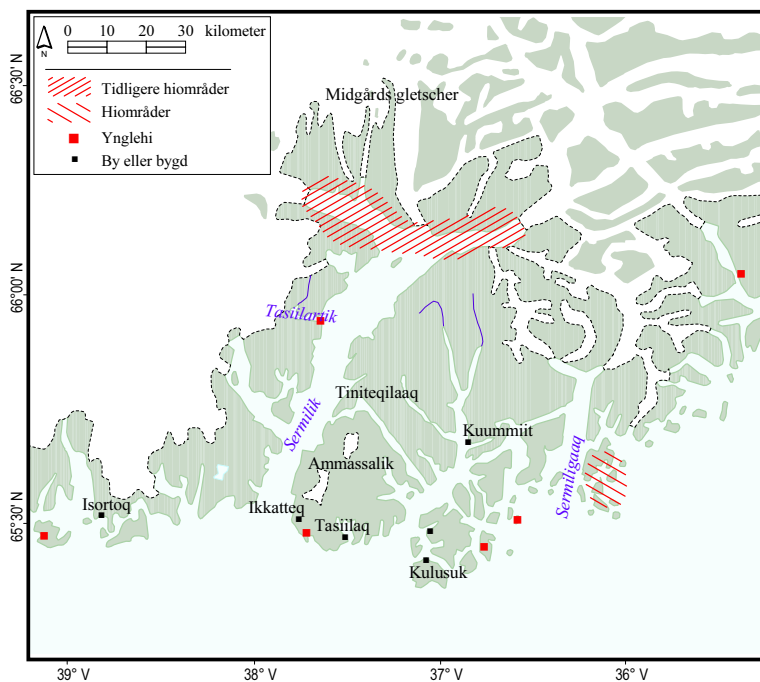 0 10 20 30 kilometer
N
Tidligere hiområder
Hiområder
Ynglehi
By eller bygd
Midgårds gletscher
66°30' N
66°00 N
65°30 N
Tasiilartik
Tiniteqilaaq
Sermilik
Kuummiit
Ammassalik
Sermiligaaq
Isortoq
Ikkatteq
Tasiilaq
Kulusuk
39° V
38° V
37° V
36° V